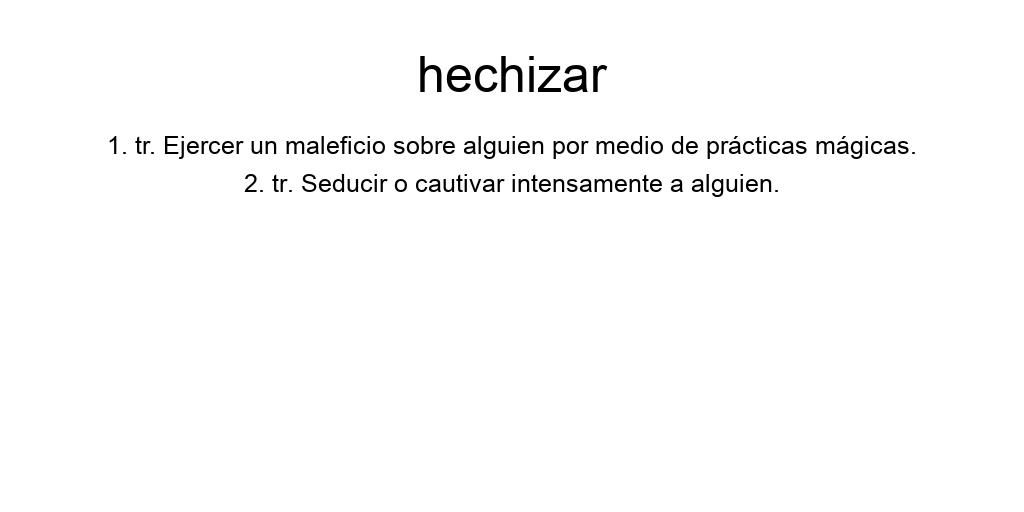 hechizar
1. tr. Ejercer un maleficio sobre alguien por medio de prácticas mágicas.
2. tr. Seducir o cautivar intensamente a alguien.